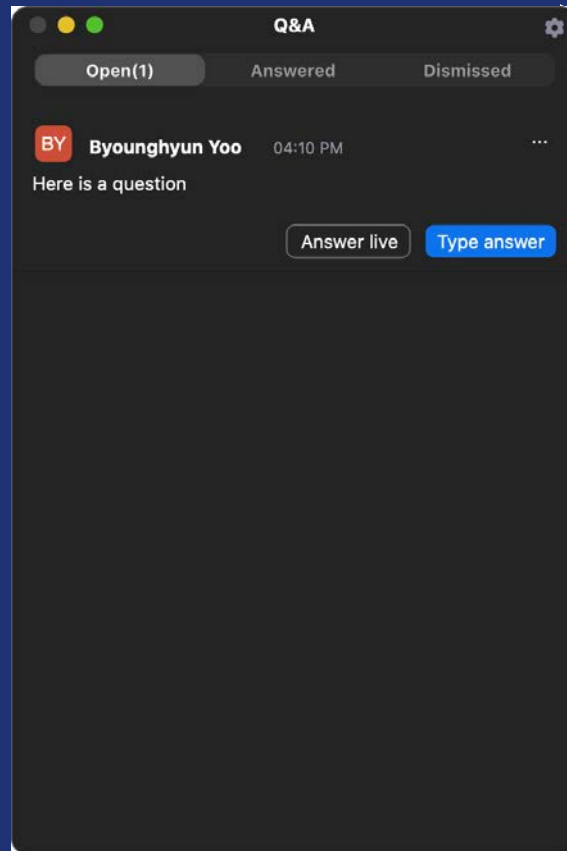 Q&A
Open(1) Answered Dismissed
BY Byounghyun Yoo 04:10 PM ...
Here is a question
Answer live Type answer